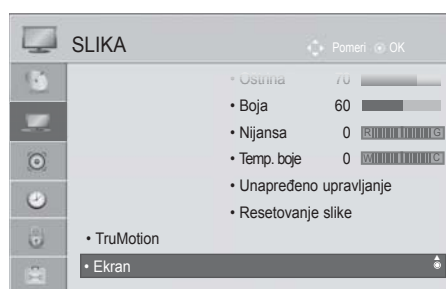 SLIKA
Pomeri OK
• Oštrina 70
• Boja 60
• Nijansa 0 R G
• Temp. boje 0 W C
• Unapređeno upravljanje
• Resetovanje slike
• TruMotion
• Ekran